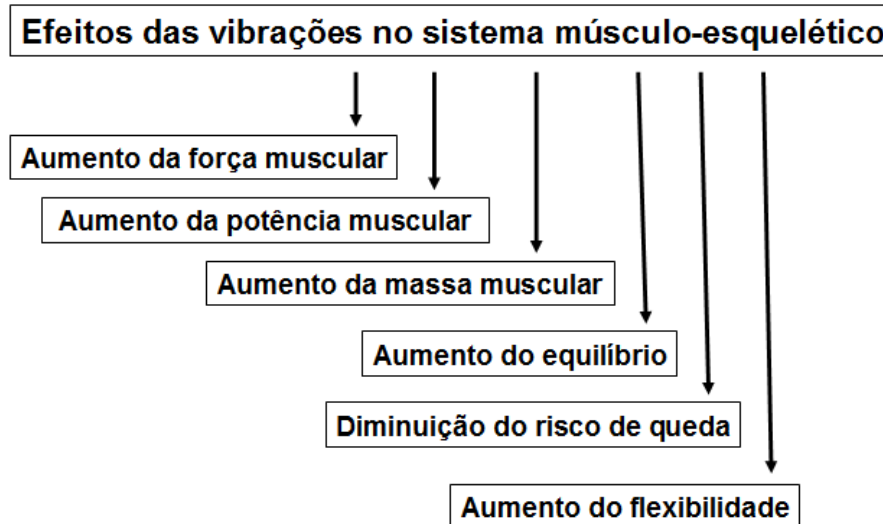 Efeitos das vibrações no sistema músculo-esquelético
Aumento da força muscular
Aumento da potência muscular
Aumento da massa muscular
Aumento do equilíbrio
Diminuição do risco de queda
Aumento do flexibilidade